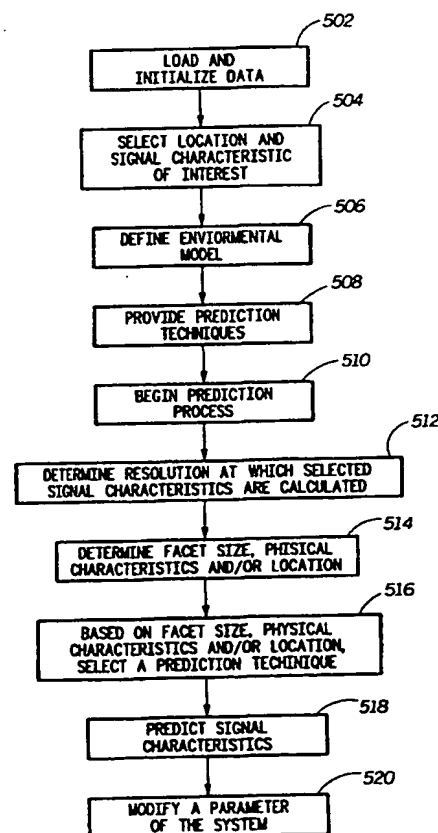 502
LOAD AND
INITIALIZE DATA
504
SELECT LOCATION AND
SIGNAL CHARACTERISTIC
OF INTEREST
506
DEFINE ENVIORMENTAL
MODEL
508
PROVIDE PREDICTION
TECHNIQUES
510
BEGIN PREDICTION
PROCESS
512
DETERMINE RESOLUTION AT WHICH SELECTED
SIGNAL CHARACTERISTICS ARE CALCULATED
514
DETERMINE FACET SIZE, PHISICAL
CHARACTERISTICS AND/OR LOCATION
516
BASED ON FACET SIZE, PHYSICAL
CHARACTERISTICS AND/OR LOCATION,
SELECT A PREDICTION TECHINIQUE
518
PREDICT SIGNAL
CHARACTERISTICS
520
MODIFY A PARAMETER
OF THE SYSTEM